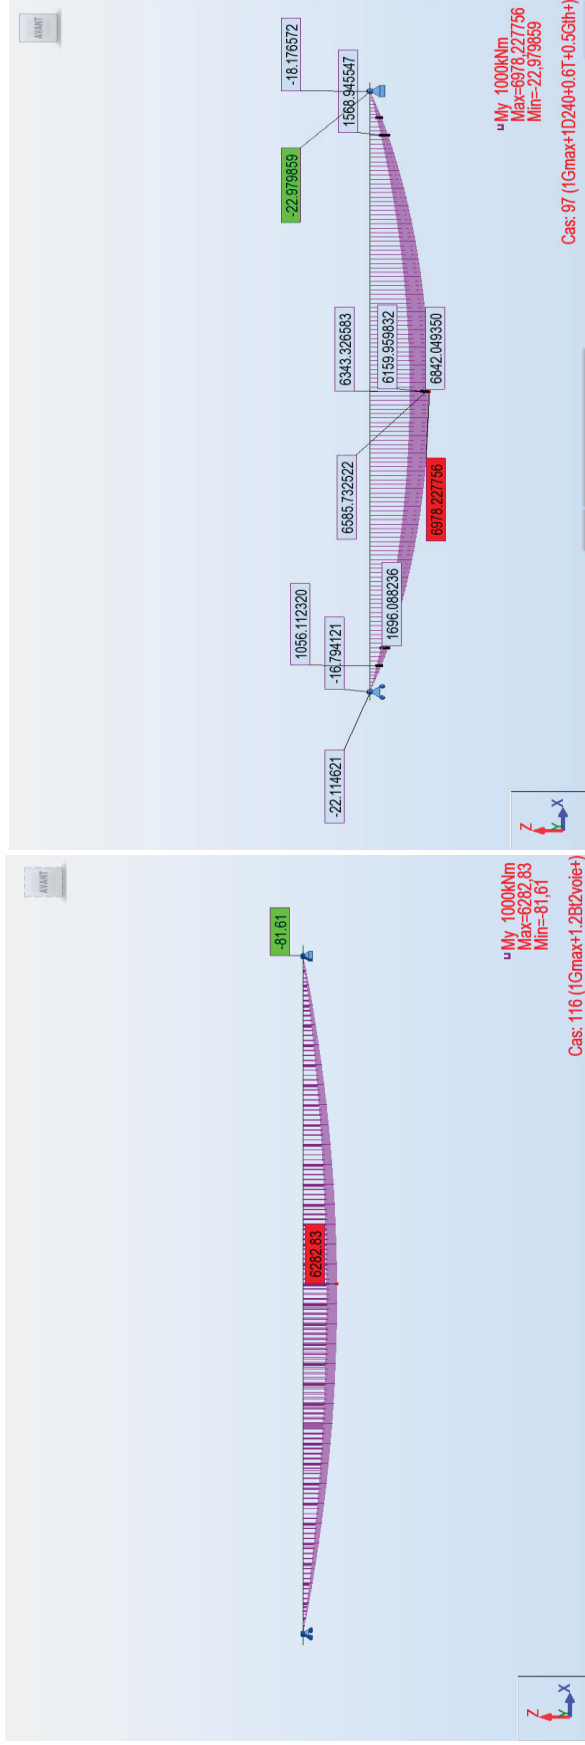 AVANT
-18.176572
1568.945547
-22.979859
6343.326583
6159.959832
6842.049350
6585.732522
6978.227756
1056.112320
-16.794121
1696.088236
-22.114621
My 1000kNm
Max=6978,227756
Min=-22,979859
Cas: 97 (1Gmax+1D240+0.6T+0.5Gth+)
Z
Y
X
AVANT
-81.61
6282.83
My 1000kNm
Max=6282,83
Min=-81,61
Cas: 116 (1Gmax+1.2Bt2voie+)
Z
Y
X